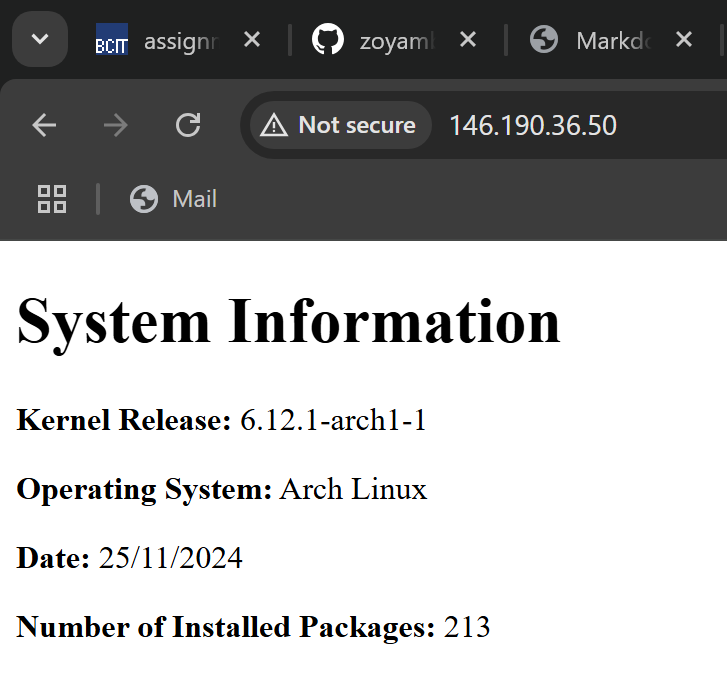 BCIT assignr
zoyaml
Markdo
Not secure 146.190.36.50
Mail
System Information
Kernel Release: 6.12.1-arch1-1
Operating System: Arch Linux
Date: 25/11/2024
Number of Installed Packages: 213